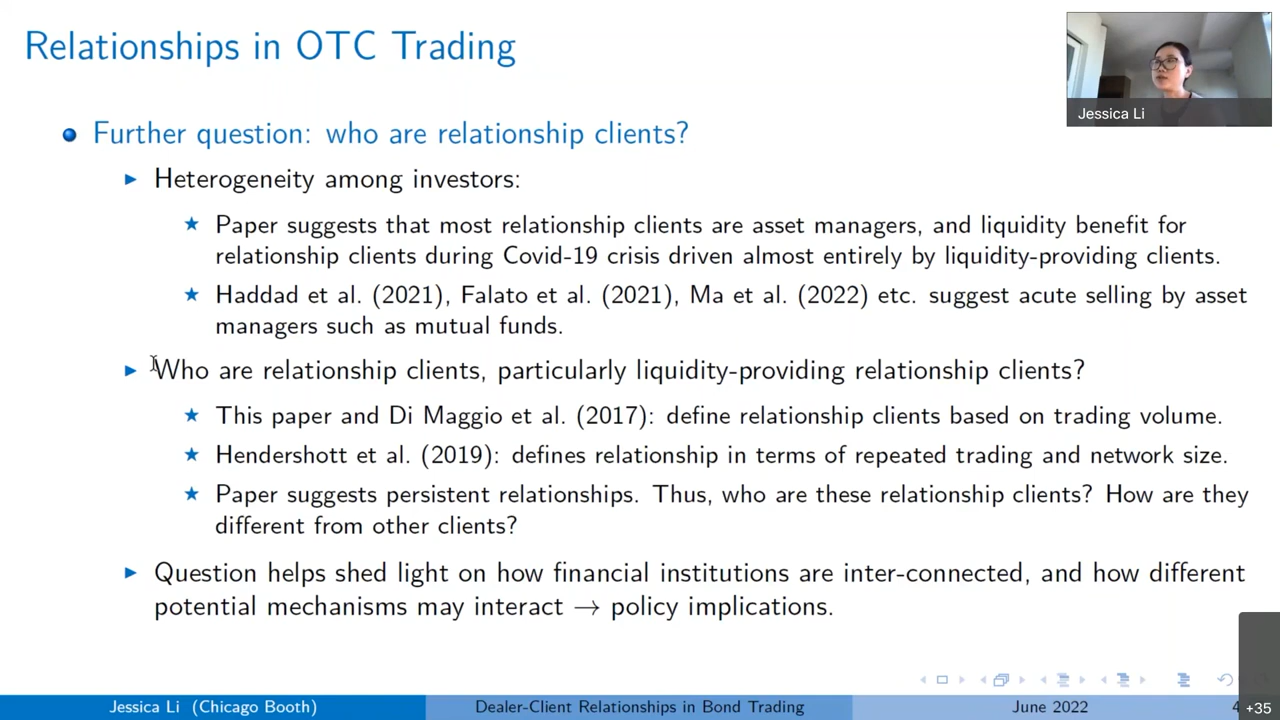 Relationships in OTC Trading
Jessica Li
Further question: who are relationship clients?
Heterogeneity among investors:
Paper suggests that most relationship clients are asset managers, and liquidity benefit for
relationship clients during Covid-19 crisis driven almost entirely by liquidity-providing clients.
Haddad et al. (2021), Falato et al. (2021), Ma et al. (2022) etc. suggest acute selling by asset
managers such as mutual funds.
Who are relationship clients, particularly liquidity-providing relationship clients?
This paper and Di Maggio et al. (2017): define relationship clients based on trading volume.
Hendershott et al. (2019): defines relationship in terms of repeated trading and network size.
Paper suggests persistent relationships. Thus, who are these relationship clients? How are they
different from other clients?
Question helps shed light on how financial institutions are inter-connected, and how different
potential mechanisms may interact → policy implications.
Jessica Li (Chicago Booth) Dealer-Client Relationships in Bond Trading June 2022
+35